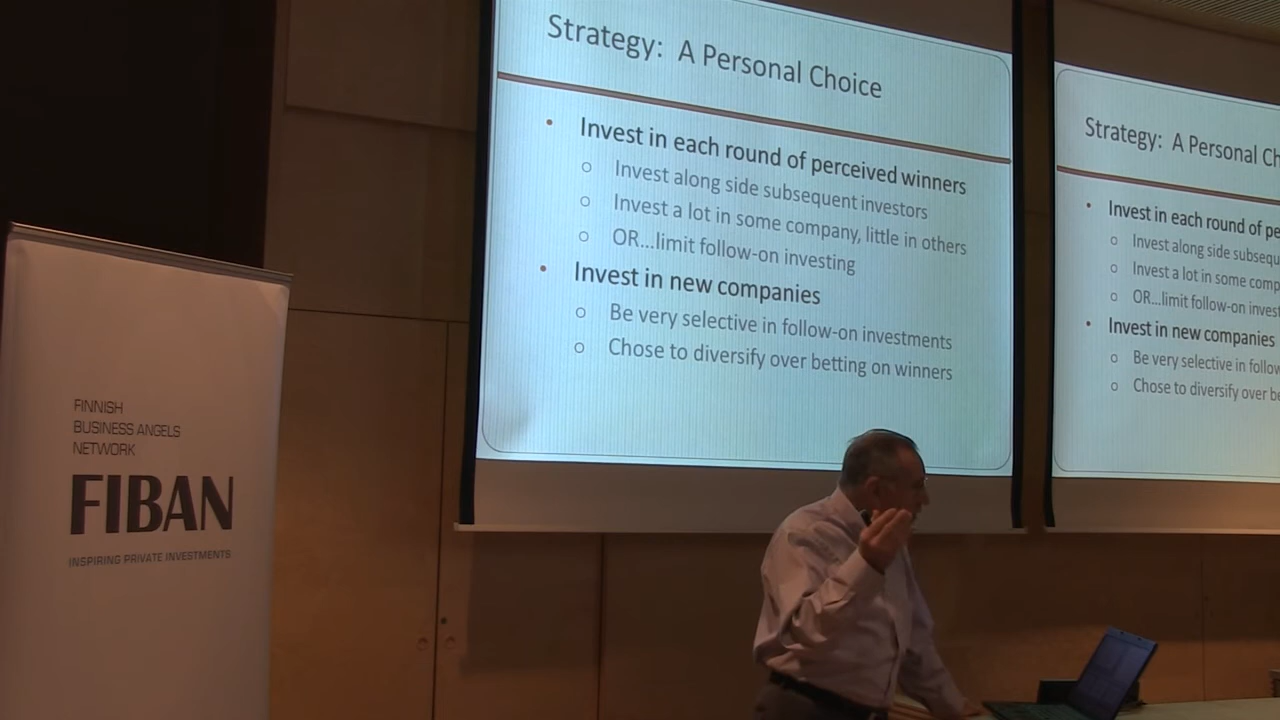 FINNISH
BUSINESS ANGELS
NETWORK
FIBAN
INSPIRING PRIVATE INVESTMENTS
Strategy: A Personal Choice
• Invest in each round of perceived winners
o Invest along side subsequent investors
o Invest a lot in some company, little in others
o OR...limit follow-on investing
• Invest in new companies
o Be very selective in follow-on investments
o Chose to diversify over betting on winners
Strategy: A Personal Ch
• Invest in each round of pe
o Invest along side subsequ
o Invest a lot in some comp
o OR...limit follow-on inves
• Invest in new companies
o Be very selective in follow
o Chose to diversify over be